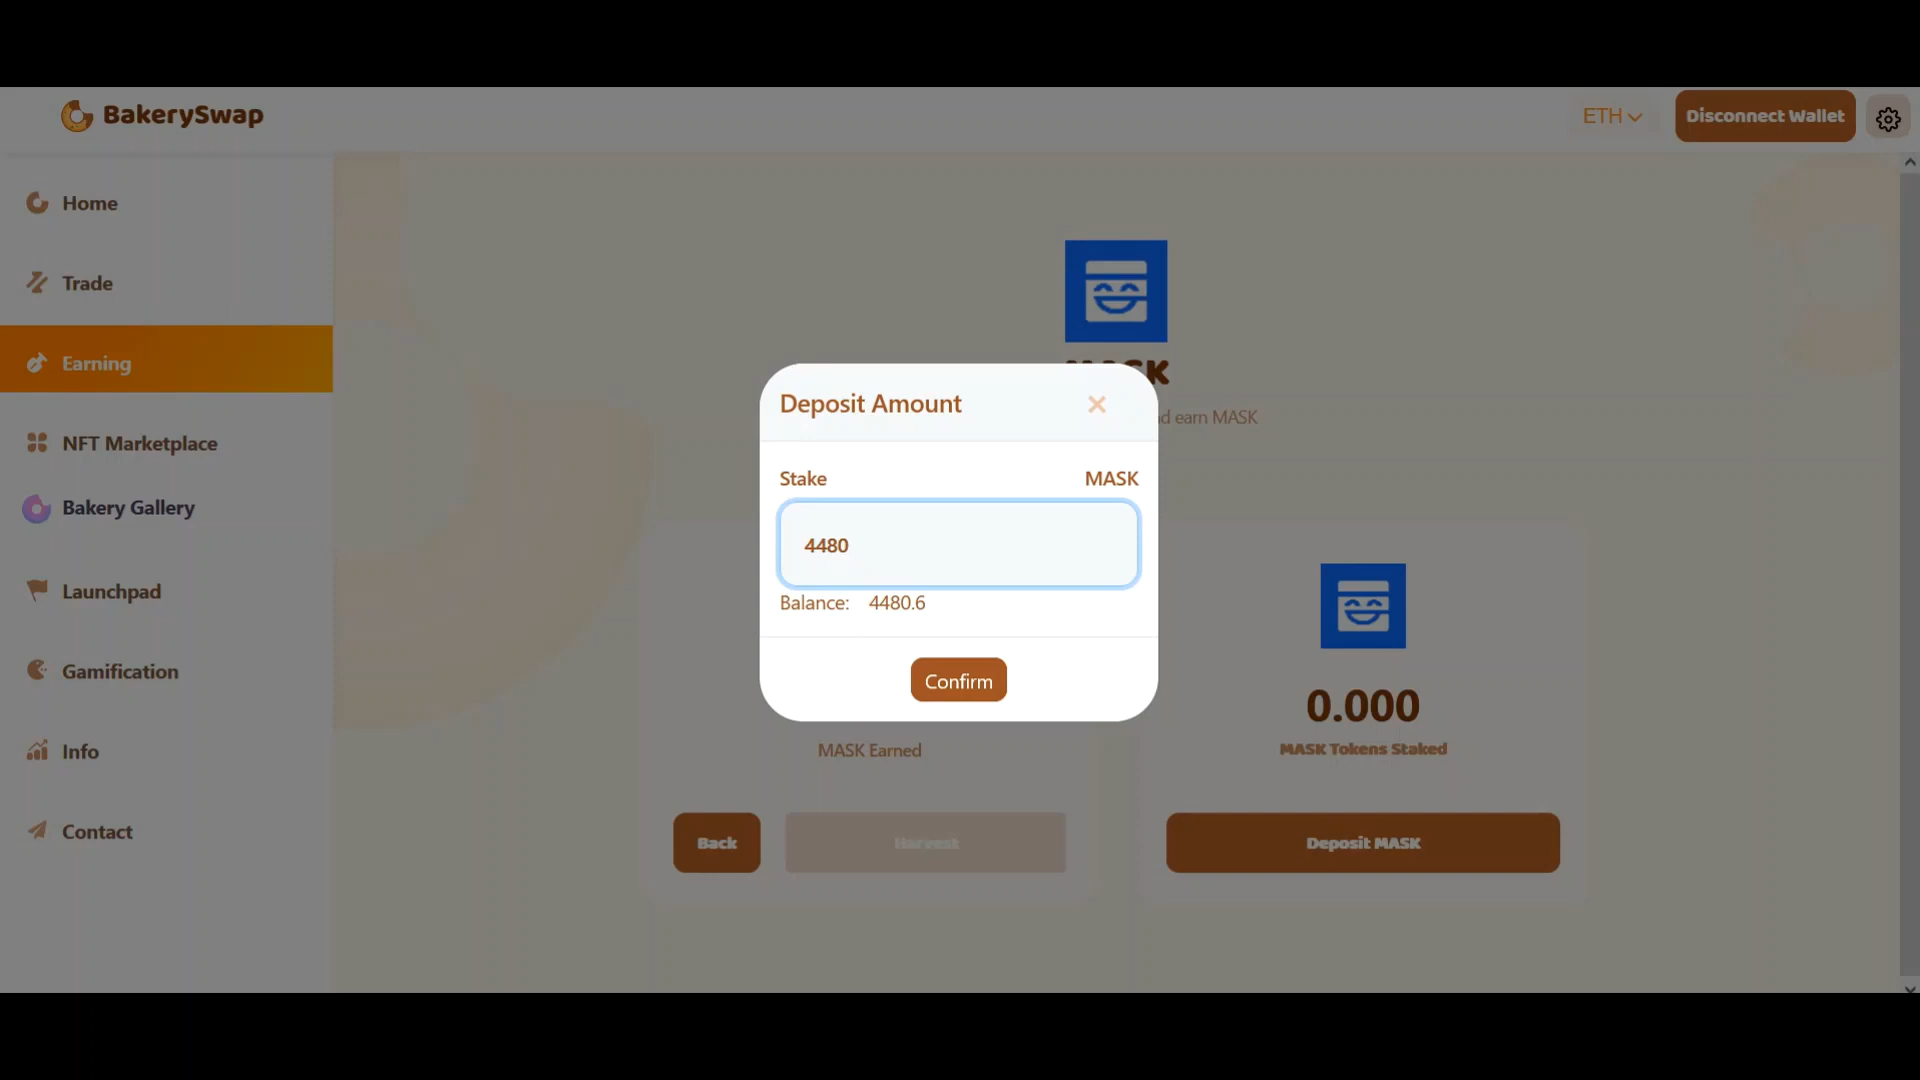 BakerySwap
ETH
Disconnect Wallet
Home
Trade
Earning
NFT Marketplace
Bakery Gallery
Launchpad
Gamification
Info
Contact
d earn MASK
Deposit Amount
Stake
MASK
4480
Balance: 4480.6
Confirm
MASK Earned
Back
Harvest
0.000
MASK Tokens Staked
Deposit MASK